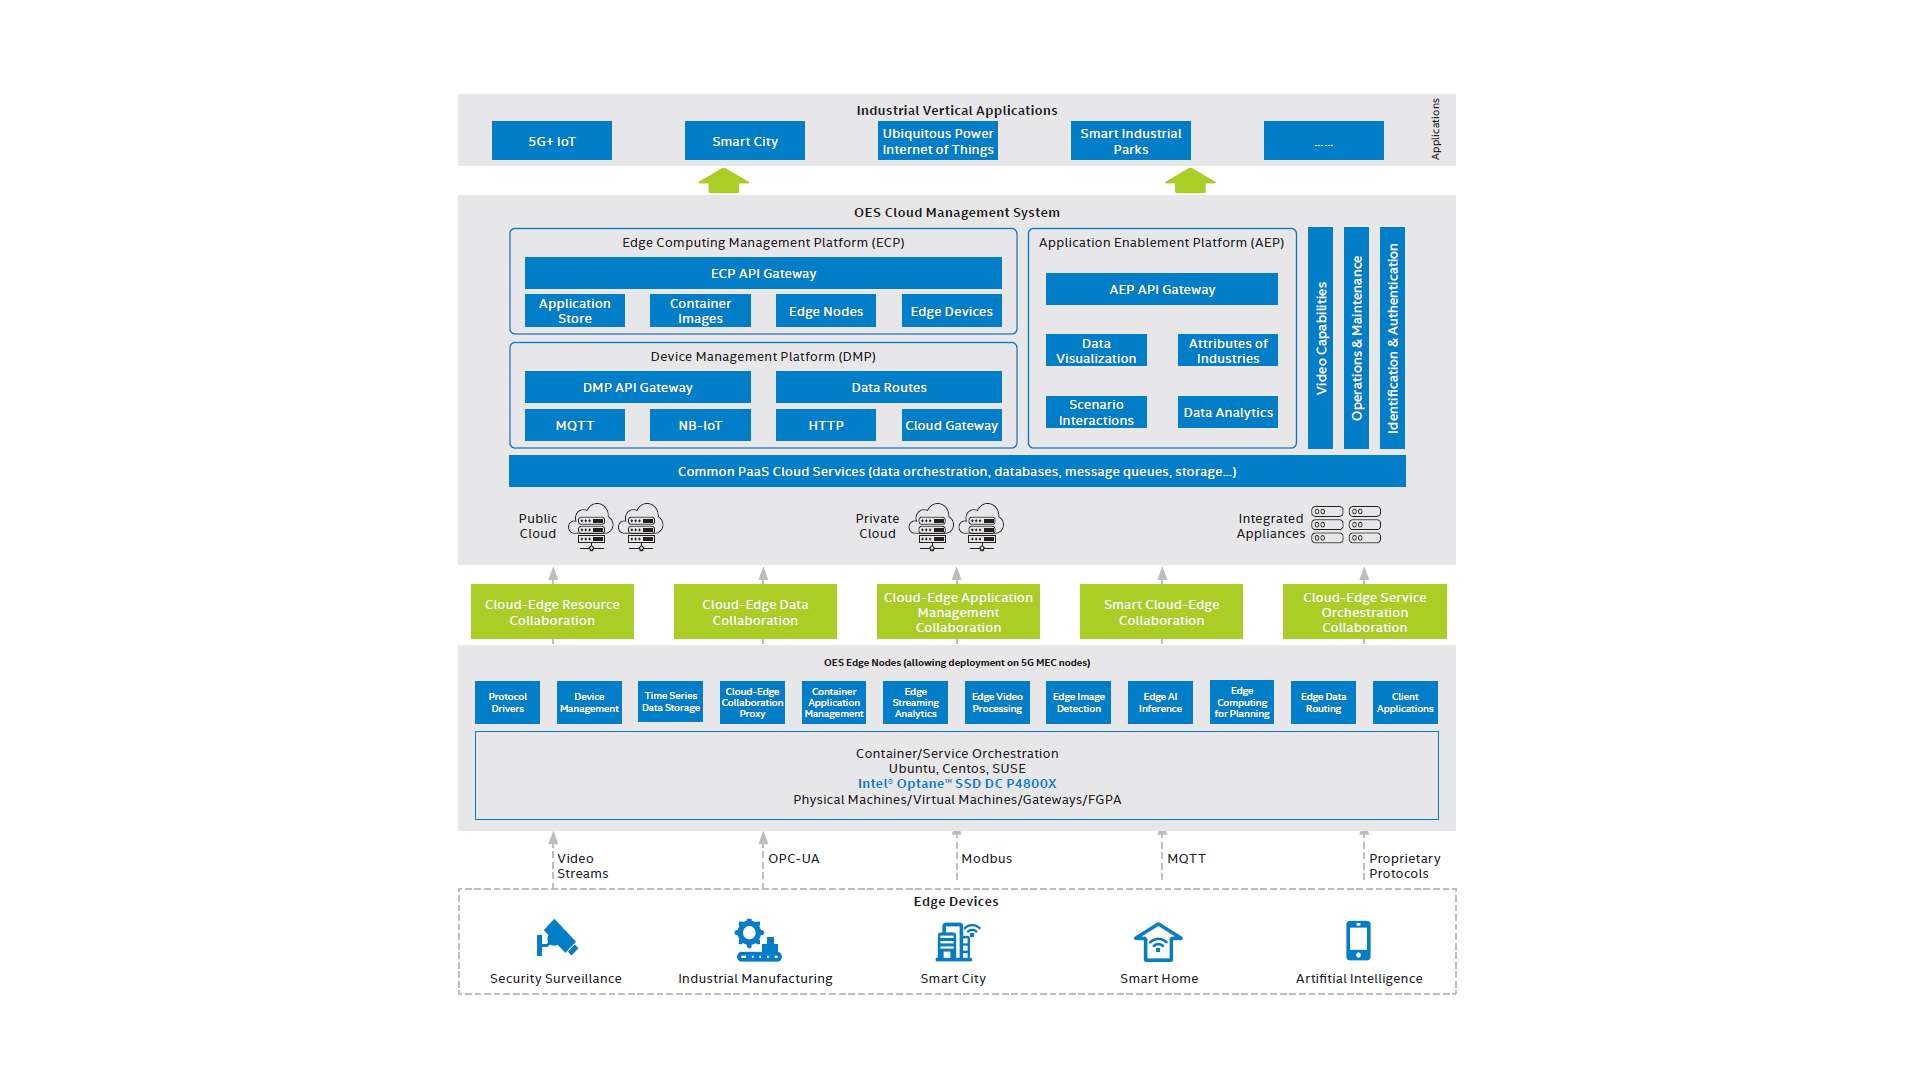 Industrial Vertical Applications
Applications
5G+ IoT
Smart City
Ubiquitous Power
Internet of Things
Smart Industrial
Parks
......
OES Cloud Management System
Edge Computing Management Platform (ECP)
ECP API Gateway
Application
Store
Container
Images
Edge Nodes
Edge Devices
Device Management Platform (DMP)
DMP API Gateway
Data Routes
MQTT
NB-IoT
HTTP
Cloud Gateway
Application Enablement Platform (AEP)
AEP API Gateway
Data
Visualization
Attributes of
Industries
Scenario
Interactions
Data Analytics
Video Capabilities
Operations & Maintenance
Identification & Authentication
Common PaaS Cloud Services (data orchestration, databases, message queues, storage...)
Public
Cloud
Private
Cloud
Integrated
Appliances
Cloud-Edge Resource
Collaboration
Cloud-Edge Data
Collaboration
Cloud-Edge Application
Management
Collaboration
Smart Cloud-Edge
Collaboration
Cloud-Edge Service
Orchestration
Collaboration
OES Edge Nodes (allowing deployment on 5G MEC nodes)
Protocol
Drivers
Device
Management
Time Series
Data Storage
Cloud-Edge
Collaboration
Proxy
Container
Application
Management
Edge
Streaming
Analytics
Edge Video
Processing
Edge Image
Detection
Edge AI
Inference
Edge
Computing
for Planning
Edge Data
Routing
Client
Applications
Container/Service Orchestration
Ubuntu, Centos, SUSE
Intel® Optane™ SSD DC P4800X
Physical Machines/Virtual Machines/Gateways/FGPA
Video
Streams
OPC-UA
Modbus
MQTT
Proprietary
Protocols
Edge Devices
Security Surveillance
Industrial Manufacturing
Smart City
Smart Home
Artifitial Intelligence